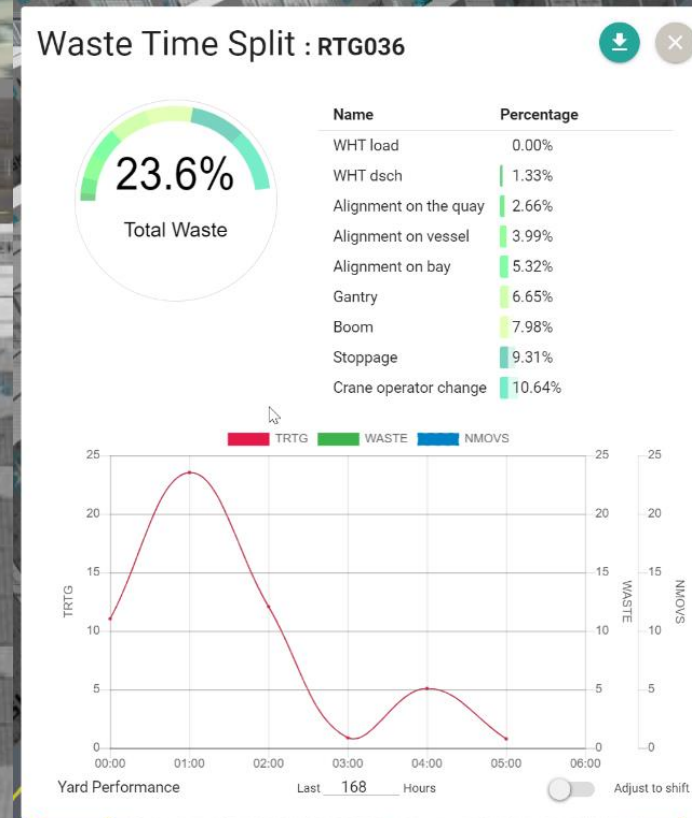 Waste Time Split : RTG036
23.6%
Total Waste
Name Percentage
WHT load 0.00%
WHT dsch 1.33%
Alignment on the quay 2.66%
Alignment on vessel 3.99%
Alignment on bay 5.32%
Gantry 6.65%
Boom 7.98%
Stoppage 9.31%
Crane operator change 10.64%
TRTG WASTE NMOVS
25 25 25
20 20 20
15 15 15
10 10 10
5 5 5
0 0 0
TRTG
WASTE
NMOVS
00:00 01:00 02:00 03:00 04:00 05:00 06:00
Yard Performance Last 168 Hours Adjust to shift